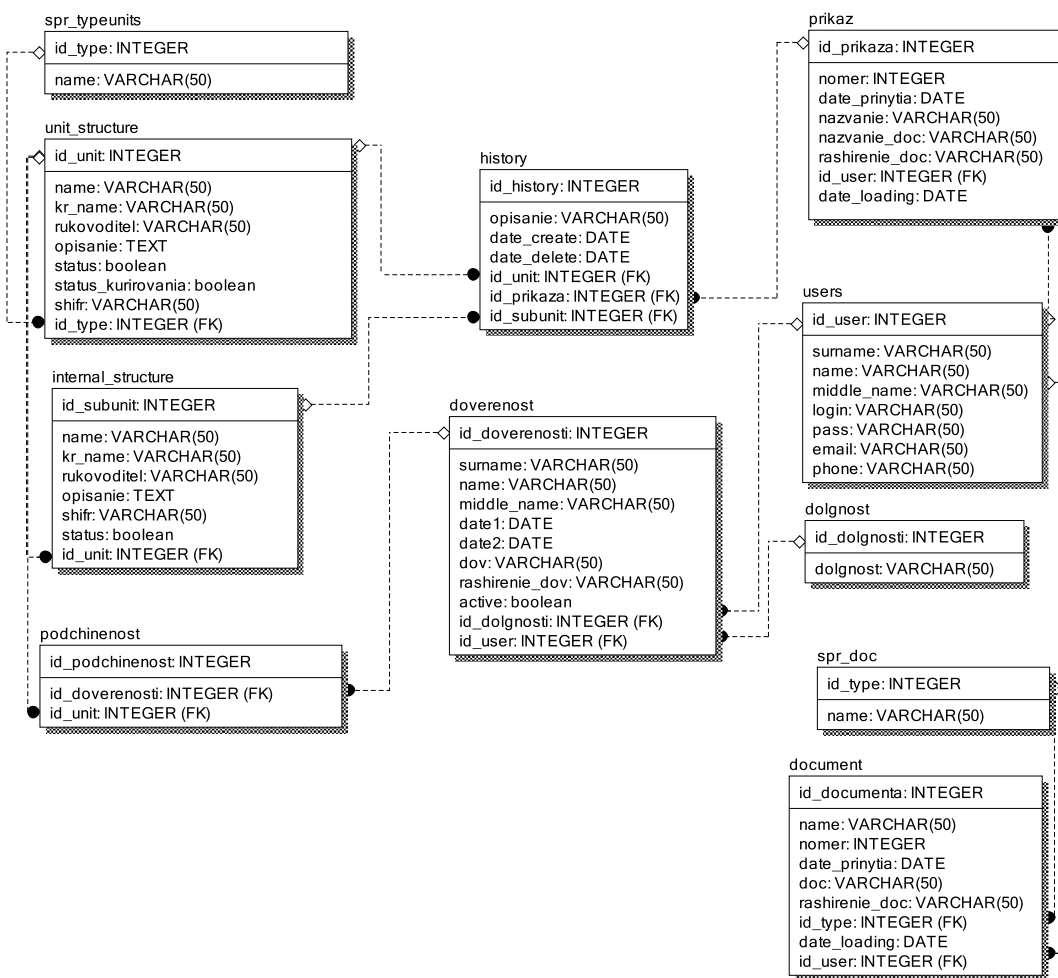 spr_typeunits
id_type: INTEGER
name: VARCHAR(50)
unit_structure
id_unit: INTEGER
name: VARCHAR(50)
kr_name: VARCHAR(50)
rukovoditel: VARCHAR(50)
opisanie: TEXT
status: boolean
status_kurirovania: boolean
shifr: VARCHAR(50)
id_type: INTEGER (FK)
internal_structure
id_subunit: INTEGER
name: VARCHAR(50)
kr_name: VARCHAR(50)
rukovoditel: VARCHAR(50)
opisanie: TEXT
shifr: VARCHAR(50)
status: boolean
id_unit: INTEGER (FK)
podchinenost
id_podchinenost: INTEGER
id_doverenosti: INTEGER (FK)
id_unit: INTEGER (FK)
history
id_history: INTEGER
opisanie: VARCHAR(50)
date_create: DATE
date_delete: DATE
id_unit: INTEGER (FK)
id_prikaza: INTEGER (FK)
id_subunit: INTEGER (FK)
doverenost
id_doverenosti: INTEGER
surname: VARCHAR(50)
name: VARCHAR(50)
middle_name: VARCHAR(50)
date1: DATE
date2: DATE
dov: VARCHAR(50)
rashirenie_dov: VARCHAR(50)
active: boolean
id_dolgnosti: INTEGER (FK)
id_user: INTEGER (FK)
prikaz
id_prikaza: INTEGER
nomer: INTEGER
date_prinytia: DATE
nazvanie: VARCHAR(50)
nazvanie_doc: VARCHAR(50)
rashirenie_doc: VARCHAR(50)
id_user: INTEGER (FK)
date_loading: DATE
users
id_user: INTEGER
surname: VARCHAR(50)
name: VARCHAR(50)
middle_name: VARCHAR(50)
login: VARCHAR(50)
pass: VARCHAR(50)
email: VARCHAR(50)
phone: VARCHAR(50)
dolgnost
id_dolgnosti: INTEGER
dolgnost: VARCHAR(50)
spr_doc
id_type: INTEGER
name: VARCHAR(50)
document
id_documenta: INTEGER
name: VARCHAR(50)
nomer: INTEGER
date_prinytia: DATE
doc: VARCHAR(50)
rashirenie_doc: VARCHAR(50)
id_type: INTEGER (FK)
date_loading: DATE
id_user: INTEGER (FK)